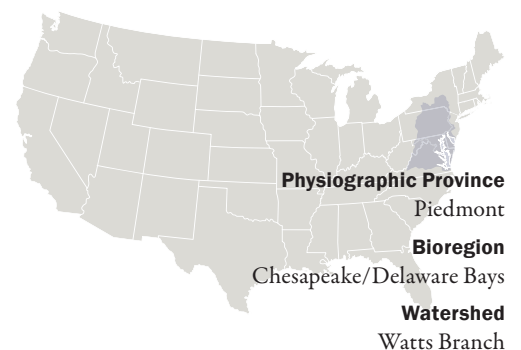 Physiographic Province
Piedmont
Bioregion
Chesapeake/Delaware Bays
Watershed
Watts Branch